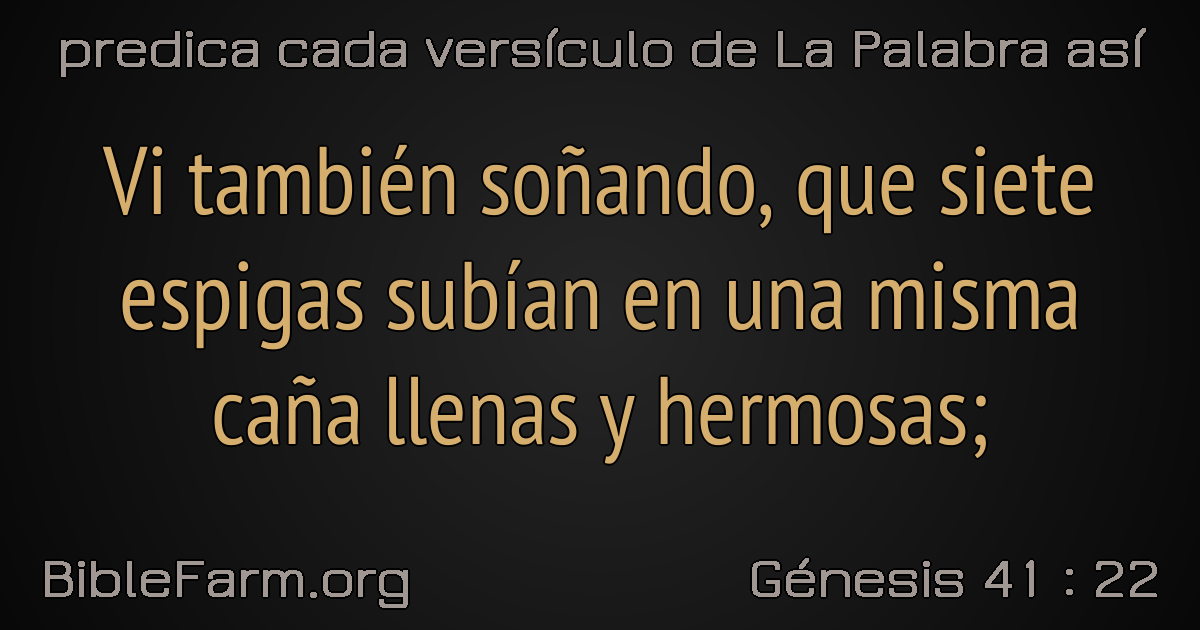 predica cada versículo de La Palabra así
Vi también soñando, que siete
espigas subían en una misma
caña llenas y hermosas;
BibleFarm.org
Génesis 41 : 22